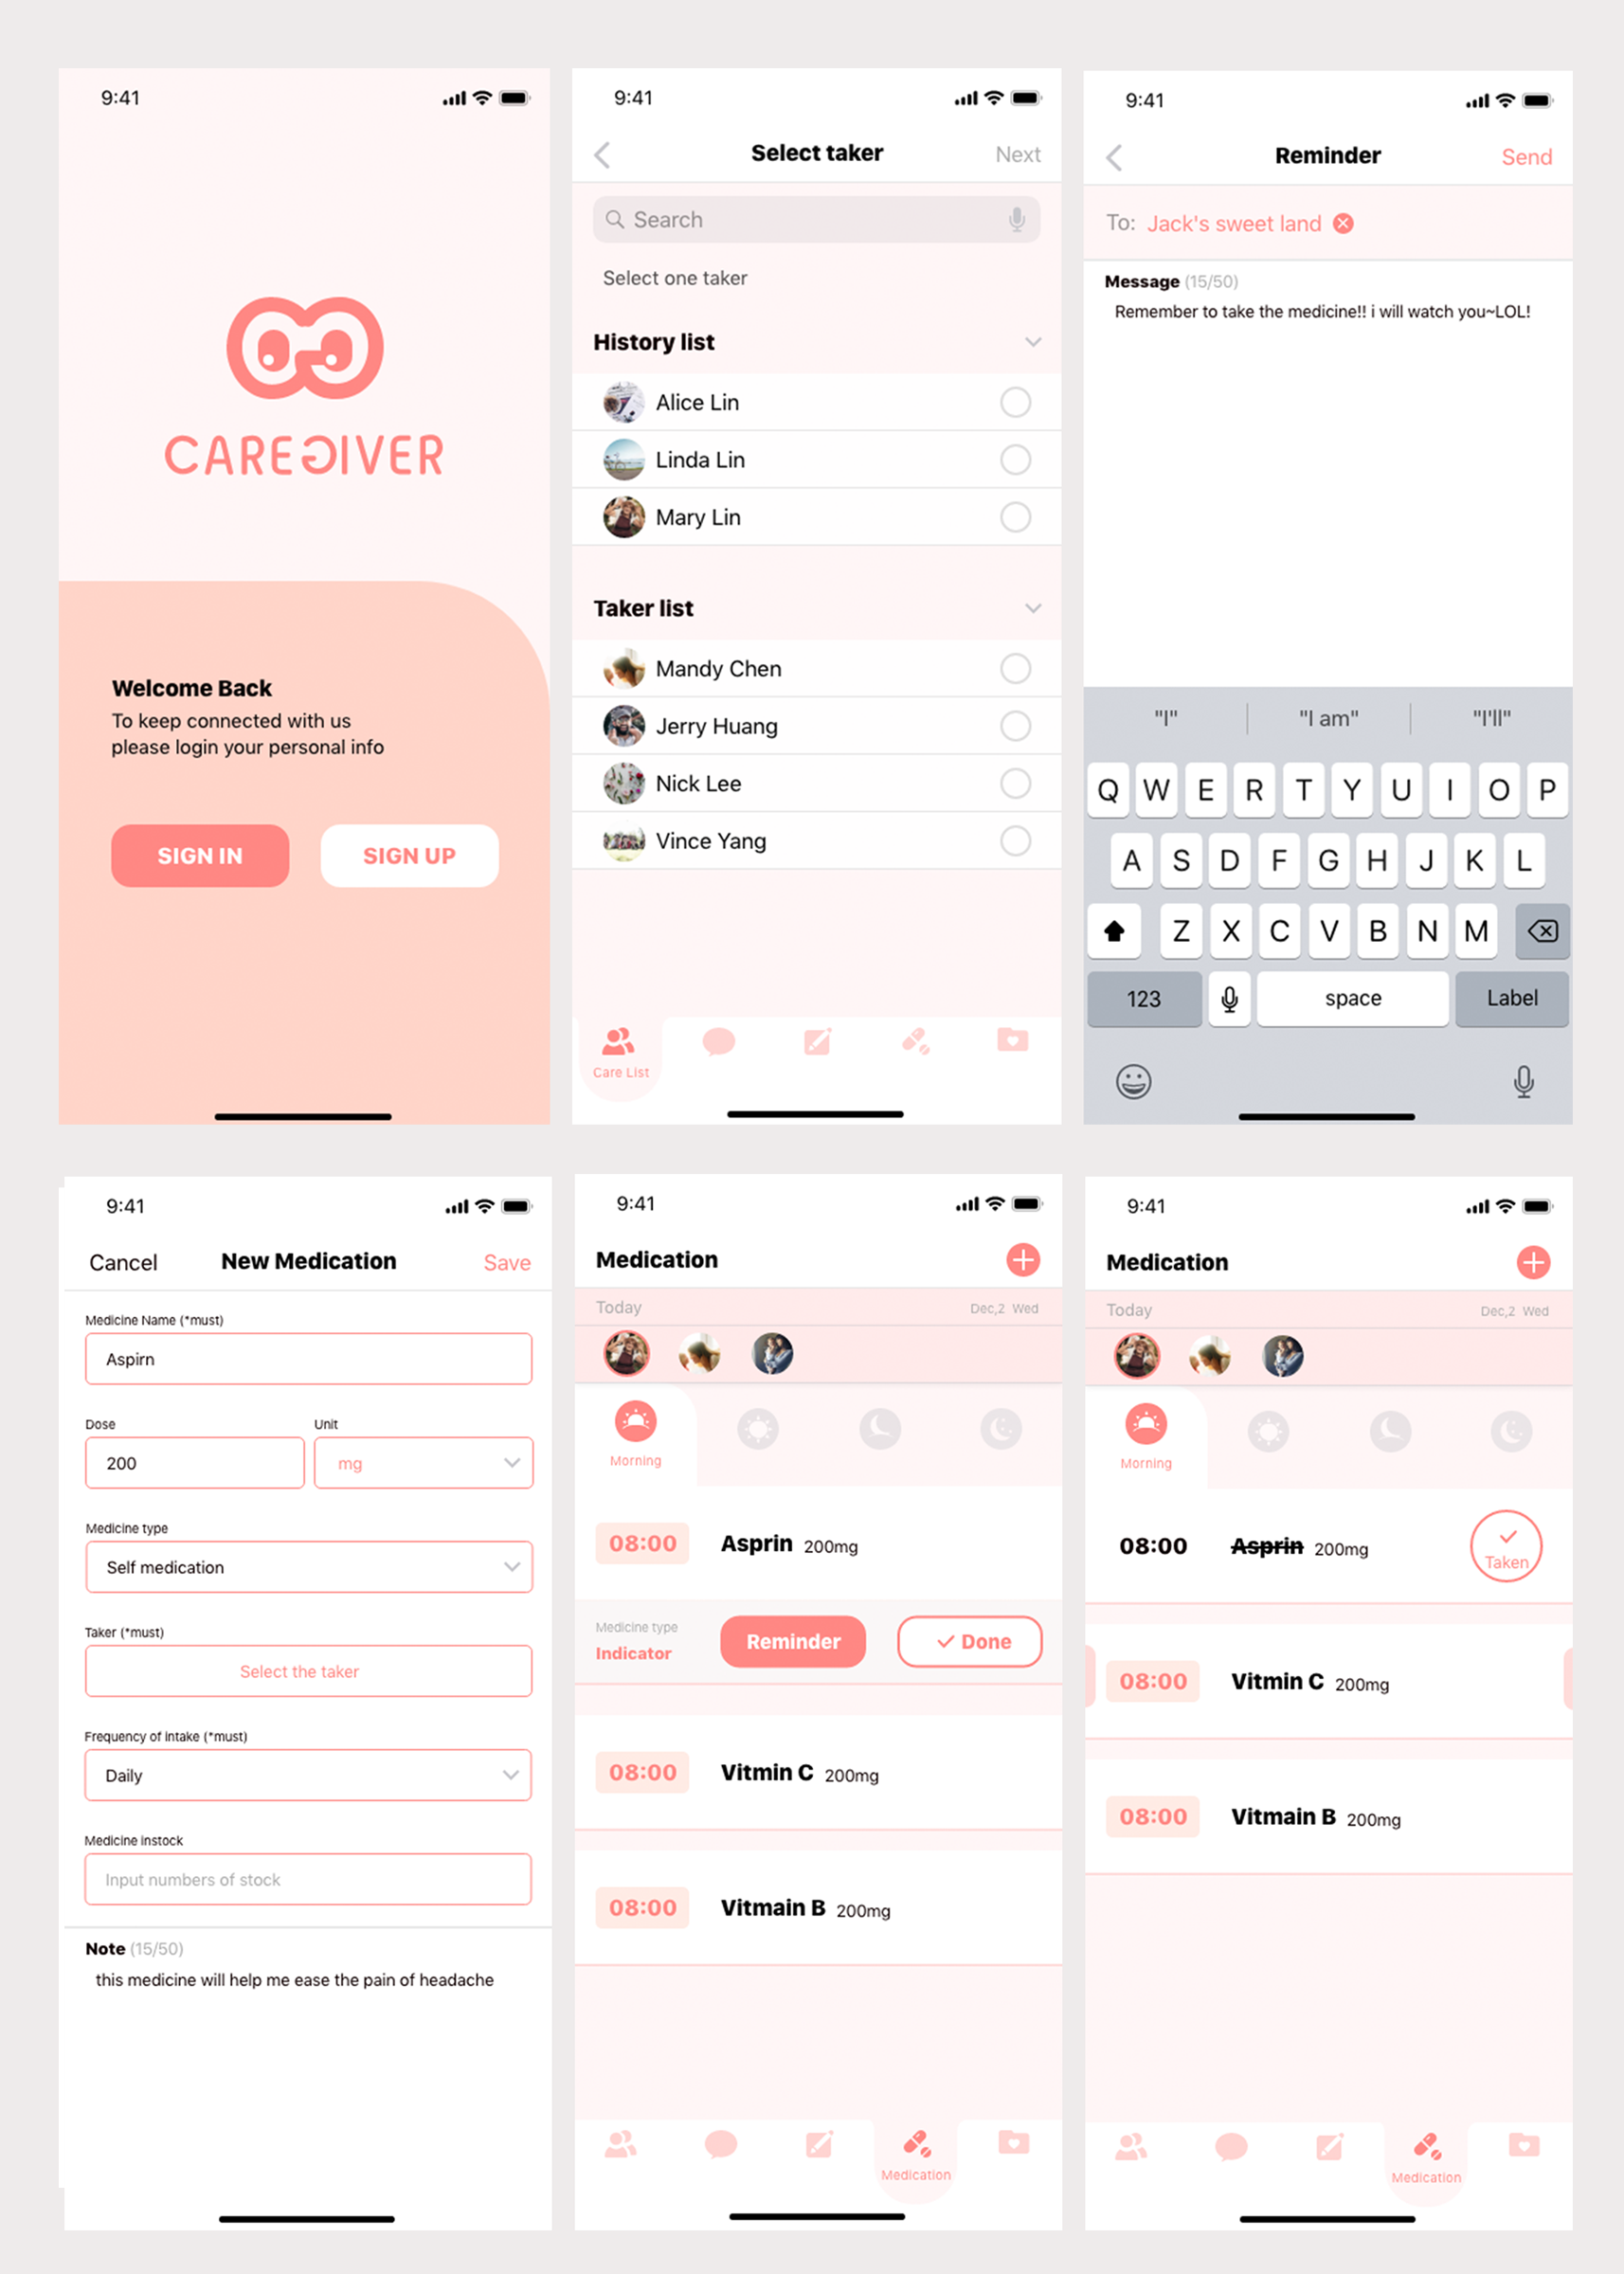 9:41
CAREGIVER
Welcome Back
To keep connected with us
please login your personal info
SIGN IN
SIGN UP
9:41
Select taker
Next
Search
Select one taker
History list
Alice Lin
Linda Lin
Mary Lin
Taker list
Mandy Chen
Jerry Huang
Nick Lee
Vince Yang
Care List
9:41
Reminder
Send
To: Jack's sweet land
Message (15/50)
Remember to take the medicine!! i will watch you~LOL!
"I" "I am" "I'll"
Q W E R T Y U I O P
A S D F G H J K L
Z X C V B N M
123 space Label
9:41
Cancel
New Medication
Save
Medicine Name (*must)
Aspirn
Dose
Unit
200
mg
Medicine type
Self medication
Taker (*must)
Select the taker
Frequency of intake (*must)
Daily
Medicine instock
Input numbers of stock
Note (15/50)
this medicine will help me ease the pain of headache
9:41
Medication
Today
Dec,2 Wed
Morning
08:00 Asprin 200mg
Medicine type
Indicator
Reminder
Done
08:00 Vitmin C 200mg
08:00 Vitmain B 200mg
Medication
9:41
Medication
Today
Dec,2 Wed
Morning
08:00 Asprin 200mg
Taken
08:00 Vitmin C 200mg
08:00 Vitmain B 200mg
Medication